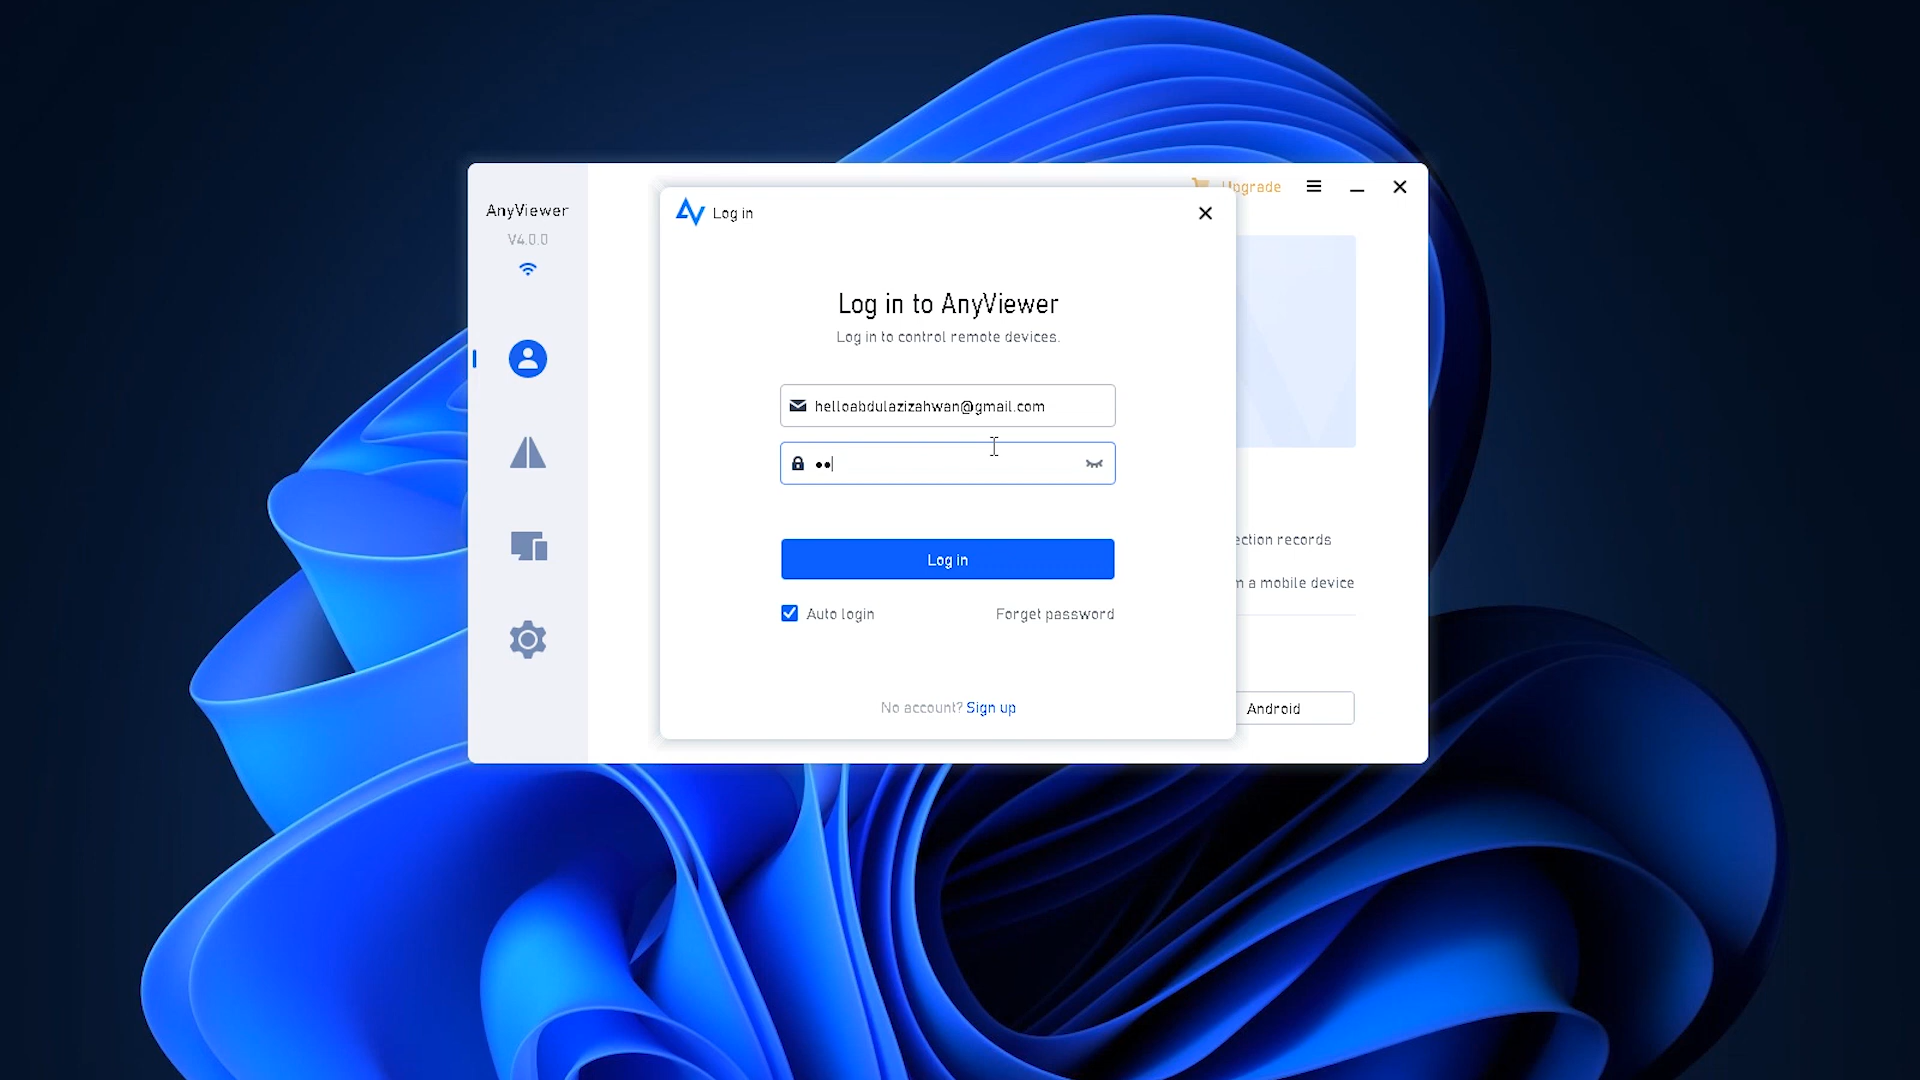 AnyViewer
V4.0.0
Upgrade
Log in
Log in to AnyViewer
Log in to control remote devices.
helloabdulazizahwan@gmail.com
••
Log in
Auto login
Forget password
No account? Sign up
ection records
a mobile device
Android